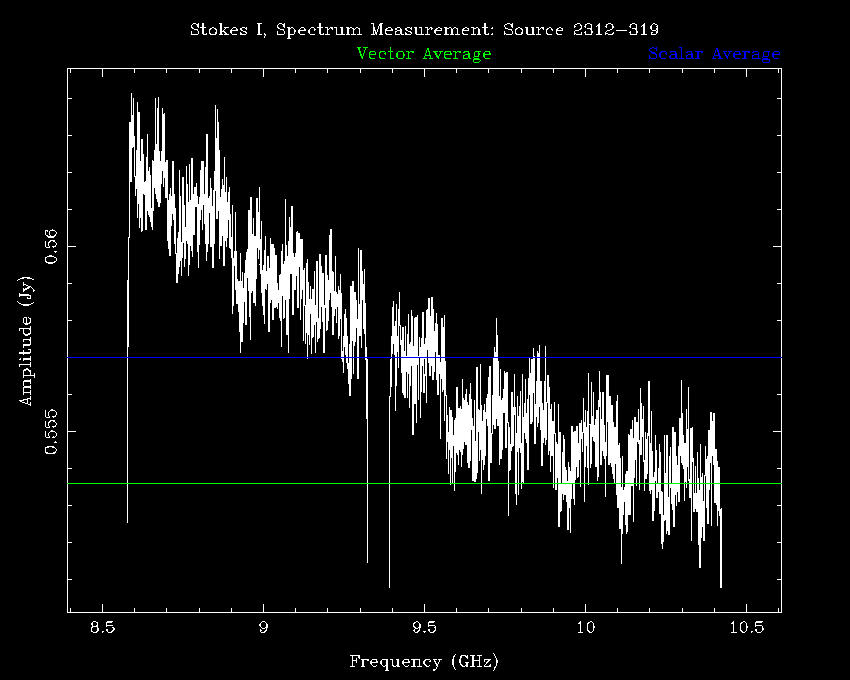 Stokes I, Spectrum Measurement: Source 2312-319
Vector Average
Scalar Average
Amplitude (Jy)
0.56
0.555
8.5
9
9.5
10
10.5
Frequency (GHz)